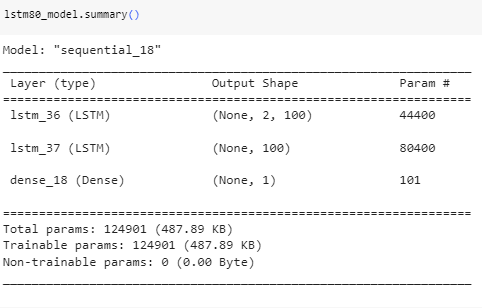 lstm80_model.summary()
Model: "sequential_18"
_________________________________________________________________
Layer (type) Output Shape Param #
=================================================================
lstm_36 (LSTM) (None, 2, 100) 44400
lstm_37 (LSTM) (None, 100) 80400
dense_18 (Dense) (None, 1) 101
=================================================================
Total params: 124901 (487.89 KB)
Trainable params: 124901 (487.89 KB)
Non-trainable params: 0 (0.00 Byte)
_________________________________________________________________